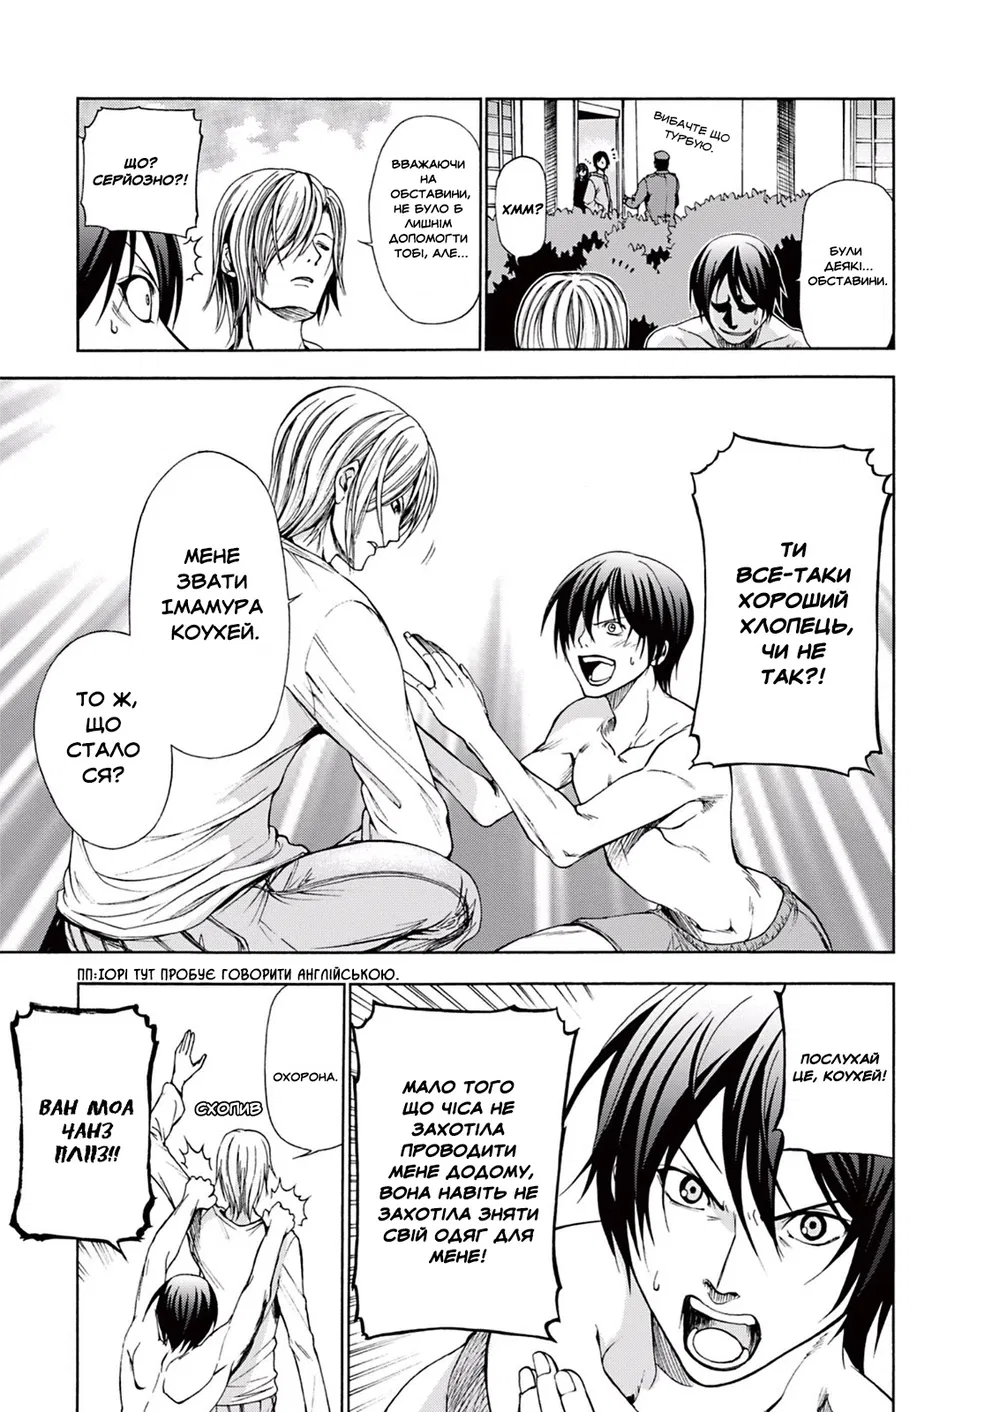 ВИБАЧТЕ ЩО
ТУРБУЮ.
ХММ?
БУЛИ
ДЕЯКІ...
ОБСТАВИНИ.
ВВАЖАЮЧИ
НА
ОБСТАВИНИ,
НЕ БУЛО Б
ЛИШНІМ
ДОПОМОГТИ
ТОБІ, АЛЕ...
ЩО?
СЕРЙОЗНО?!
ТИ
ВСЕ-ТАКИ
ХОРОШИЙ
ХЛОПЕЦЬ,
ЧИ НЕ
ТАК?!
МЕНЕ
ЗВАТИ
ІМАМУРА
КОУХЕЙ.
ТО Ж,
ЩО
СТАЛО
СЯ?
ПП:ІОРІ ТУТ ПРОБУЄ ГОВОРИТИ АНГЛІЙСЬКОЮ.
ПОСЛУХАЙ
ЦЕ, КОУХЕЙ!
МАЛО ТОГО
ЩО ЧІСА НЕ
ЗАХОТІЛА
ПРОВОДИТИ
МЕНЕ ДОДОМУ,
ВОНА НАВІТЬ НЕ
ЗАХОТІЛА ЗНЯТИ
СВІЙ ОДЯГ ДЛЯ
МЕНЕ!
ОХОРОНА.
СХОПИВ
ВАН МОА
ЧАНЗ
ПЛІІЗ!!